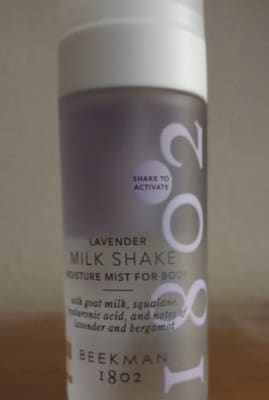 SHAKE TO
ACTIVATE
1802
LAVENDER
MILK SHAKE
MOISTURE MIST FOR BODY
with goat milk, squalane,
hyaluronic acid, and notes of
lavender and bergamot
BEEKMAN
1802